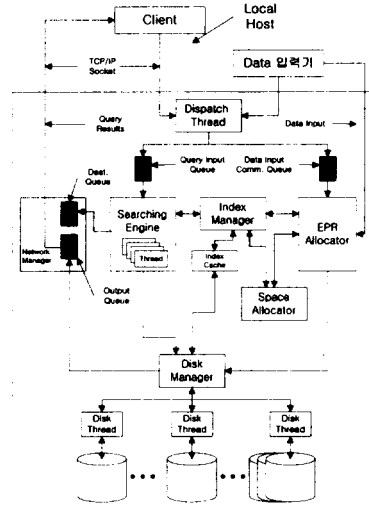 Client
Local
Host
TCP/IP
Socket
Data 입력기
Dispatch
Thread
Query
Results
Data Input
Query Input
Queue
Data Input
Comm. Queue
Dest.
Queue
Searching
Engine
Thread
Index
Manager
Index
Cache
EPR
Allocator
Network
Manager
Output
Queue
Space
Allocator
Disk
Manager
Disk
Thread
Disk
Thread
Disk
Thread